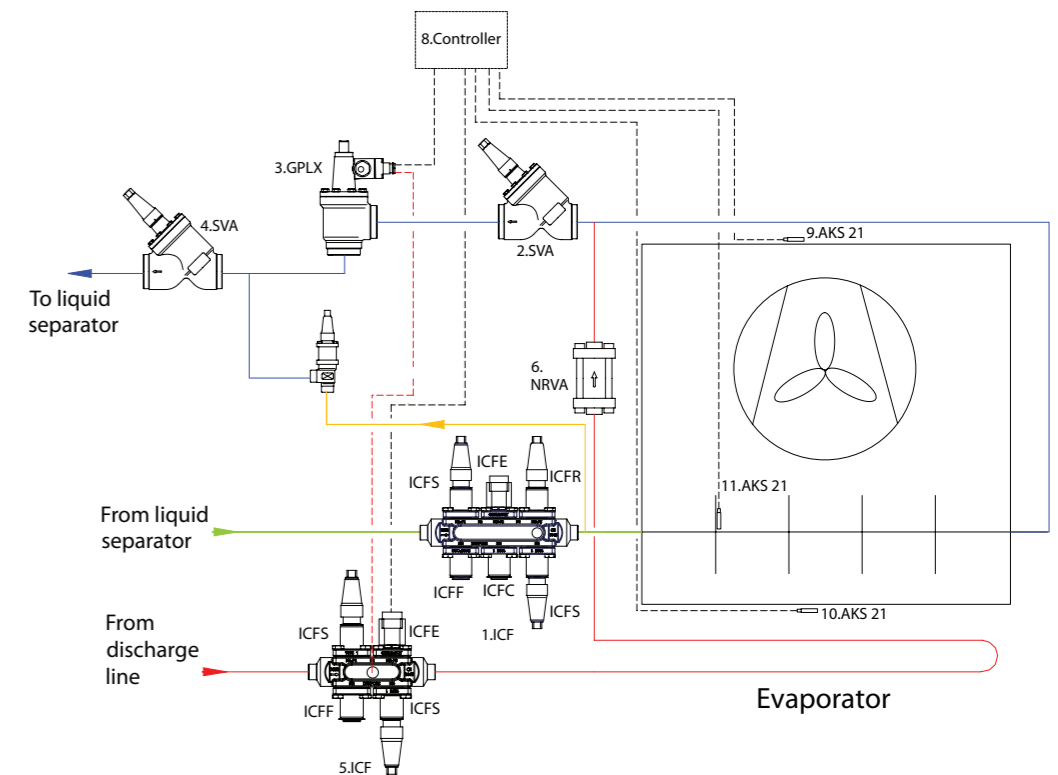 8.Controller
3.GPLX
4.SVA
2.SVA
9.AKS 21
To liquid
separator
6.
NRVA
ICFS
ICFE
ICFR
11.AKS 21
From liquid
separator
ICFF
ICFC
ICFS
1.ICF
10.AKS 21
From
discharge
line
ICFS
ICFE
ICFF
ICFS
5.ICF
Evaporator